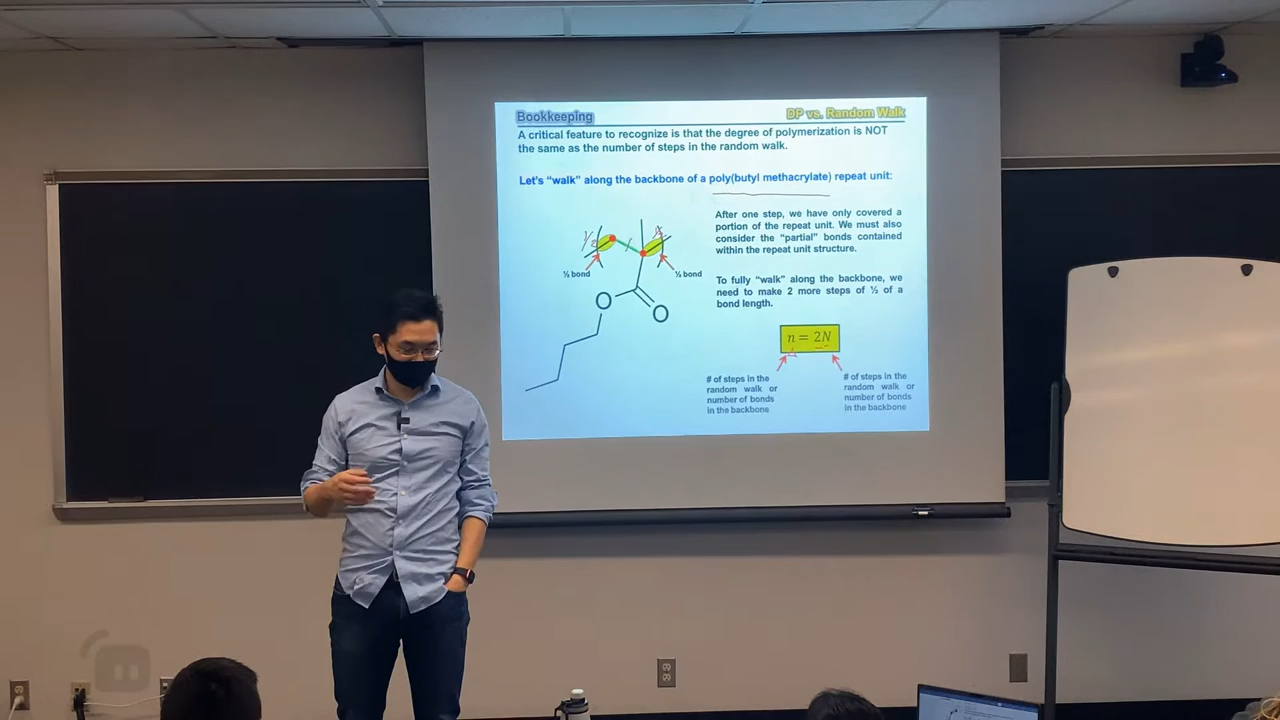 Bookkeeping
DP vs. Random Walk
A critical feature to recognize is that the degree of polymerization is NOT
the same as the number of steps in the random walk.
Let's “walk” along the backbone of a poly(butyl methacrylate) repeat unit:
After one step, we have only covered a
portion of the repeat unit. We must also
consider the “partial” bonds contained
within the repeat unit structure.
½ bond
½ bond
To fully “walk” along the backbone, we
need to make 2 more steps of ½ of a
bond length.
O
O
n = 2N
# of steps in the
random walk or
number of bonds
in the backbone
# of steps in the
random walk or
number of bonds
in the backbone